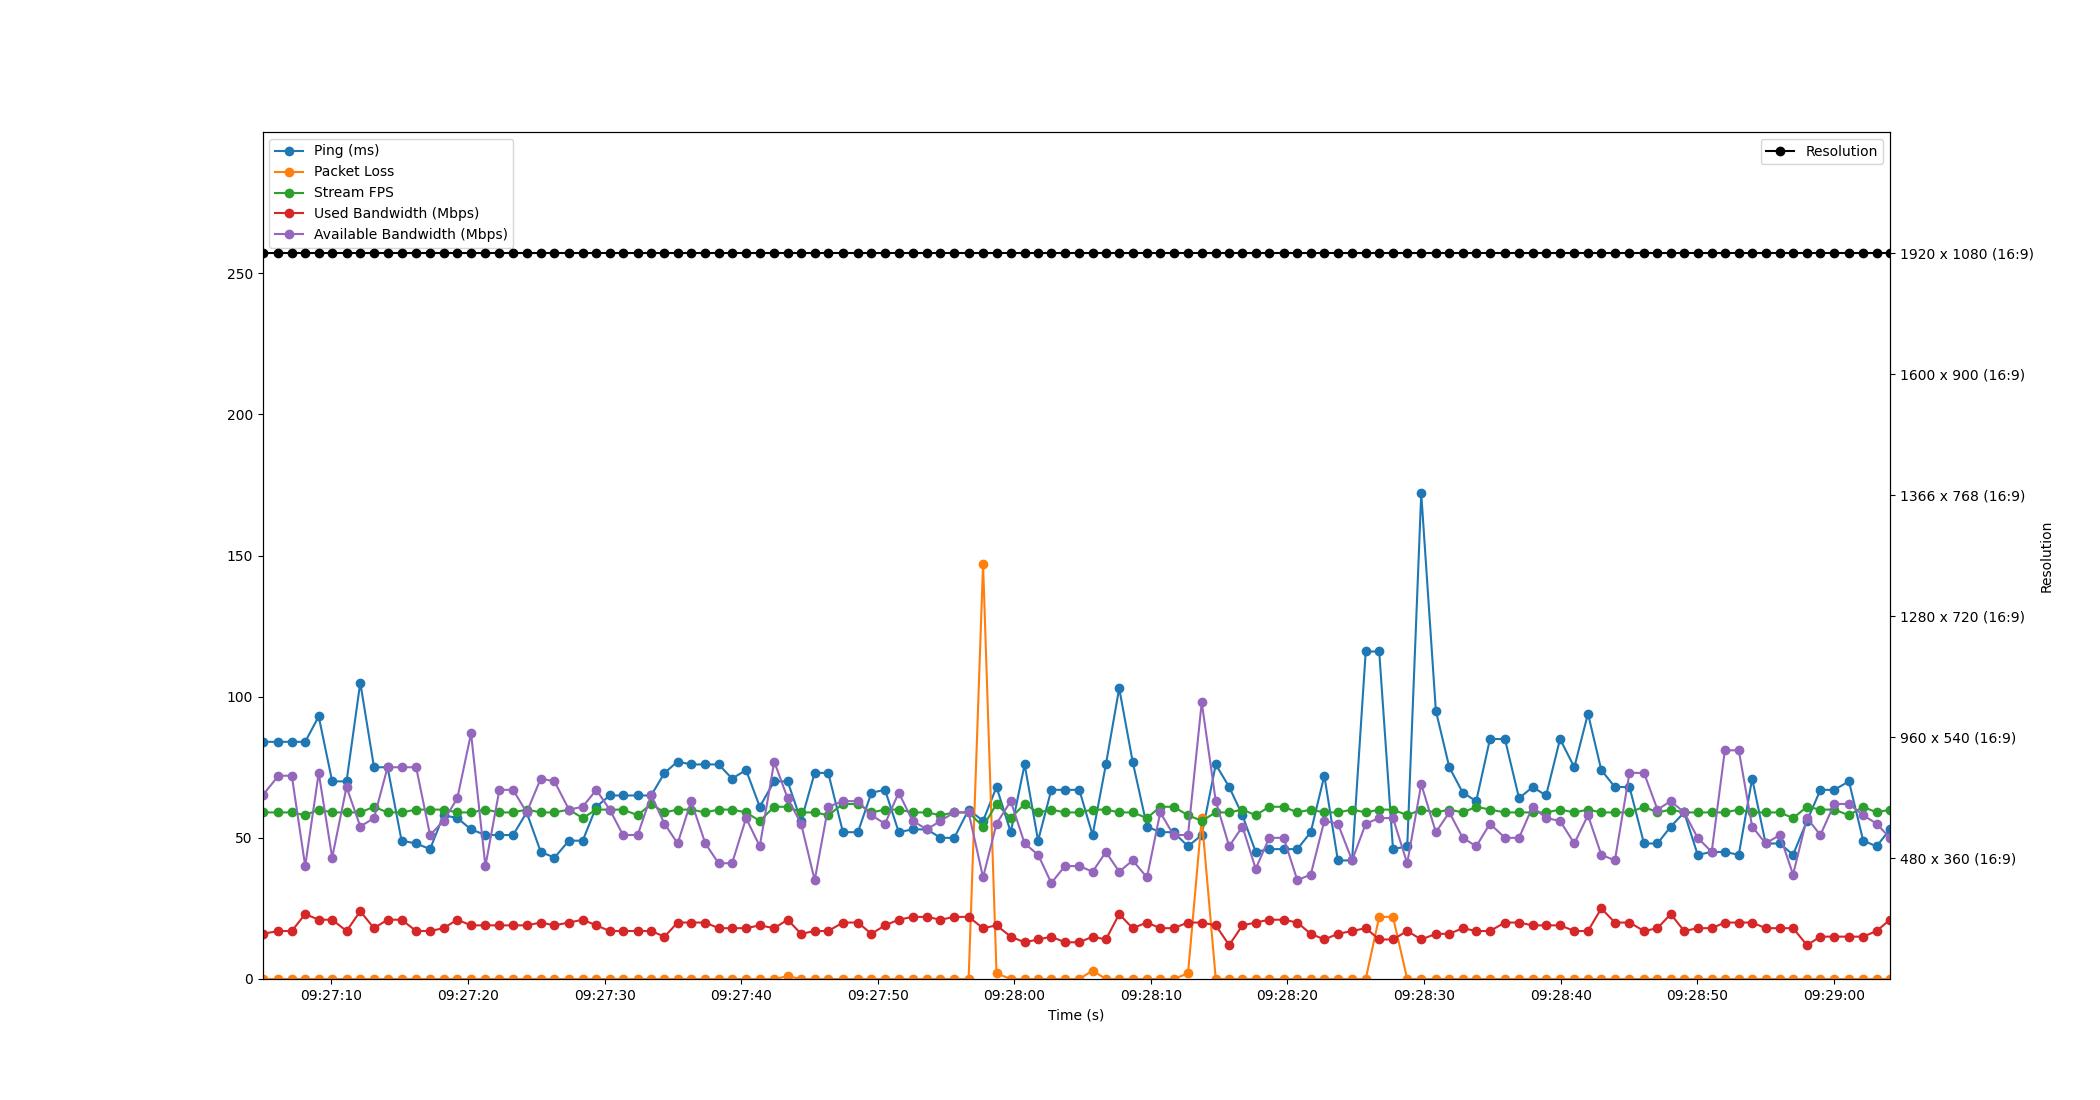 Ping (ms)
Packet Loss
Stream FPS
Used Bandwidth (Mbps)
Available Bandwidth (Mbps)
Resolution
250
200
150
100
50
0
1920 x 1080 (16:9)
1600 x 900 (16:9)
1366 x 768 (16:9)
1280 x 720 (16:9)
960 x 540 (16:9)
480 x 360 (16:9)
Resolution
09:27:10 09:27:20 09:27:30 09:27:40 09:27:50 09:28:00 09:28:10 09:28:20 09:28:30 09:28:40 09:28:50 09:29:00
Time (s)